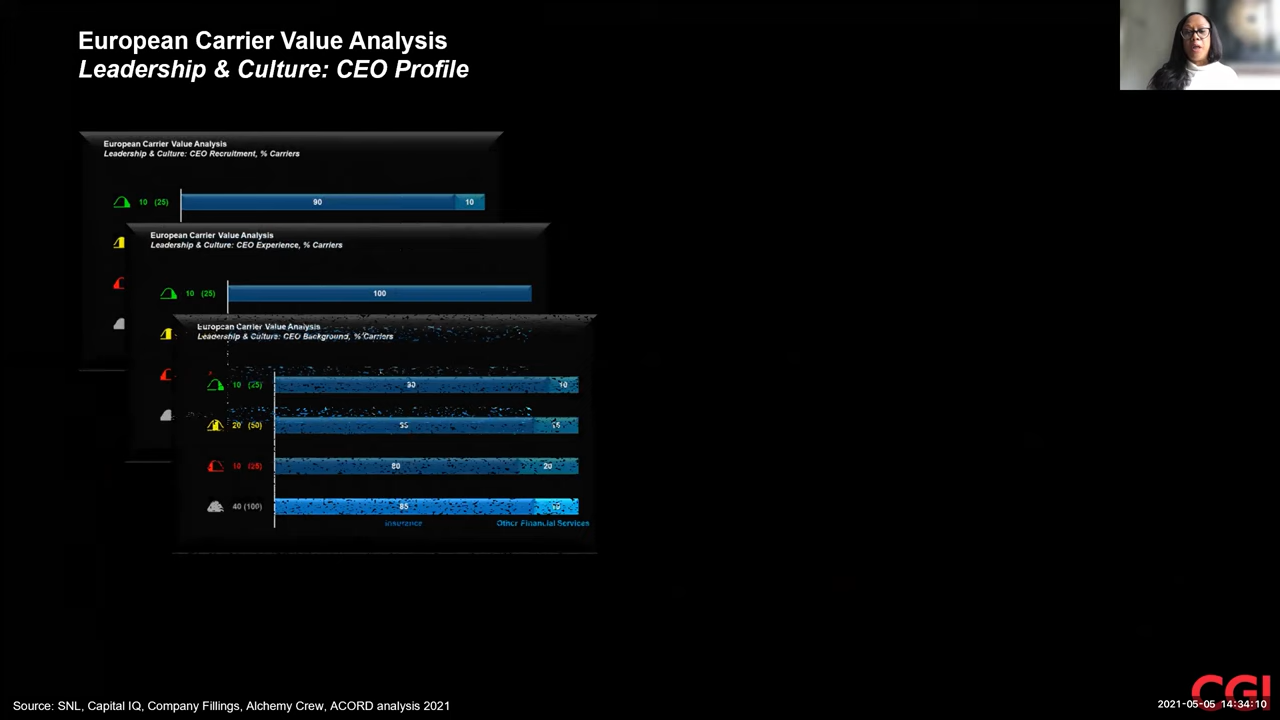 European Carrier Value Analysis
Leadership & Culture: CEO Profile
European Carrier Value Analysis
Leadership & Culture: CEO Recruitment, % Carriers
10 (25) 90 10
European Carrier Value Analysis
Leadership & Culture: CEO Experience, % Carriers
10 (25) 100
European Carrier Value Analysis
Leadership & Culture: CEO Background, % Carriers
10 (25) 90 10
20 (50)
10 (25) 80 20
40 (100) 85
Insurance Other Financial Services
CGI
Source: SNL, Capital IQ, Company Fillings, Alchemy Crew, ACORD analysis 2021
2021-05-05 14:34:10